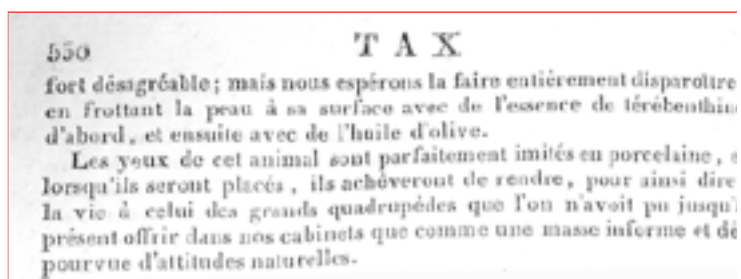 550 TAX
fort désagréable; mais nous espérons la faire entièrement disparoître
en frottant la peau à sa surface avec de l'essence de térébenthine
d'abord, et ensuite avec de l'huile d'olive.
Les yeux de cet animal sont parfaitement imités en porcelaine, e
lorsqu'ils seront placés, ils achèveront de rendre, pour ainsi dire
la vie à celui des grands quadrupèdes que l'on n'avoit pu jusqu'
présent offrir dans nos cabinets que comme une masse informe et dé
pourvue d'attitudes naturelles.